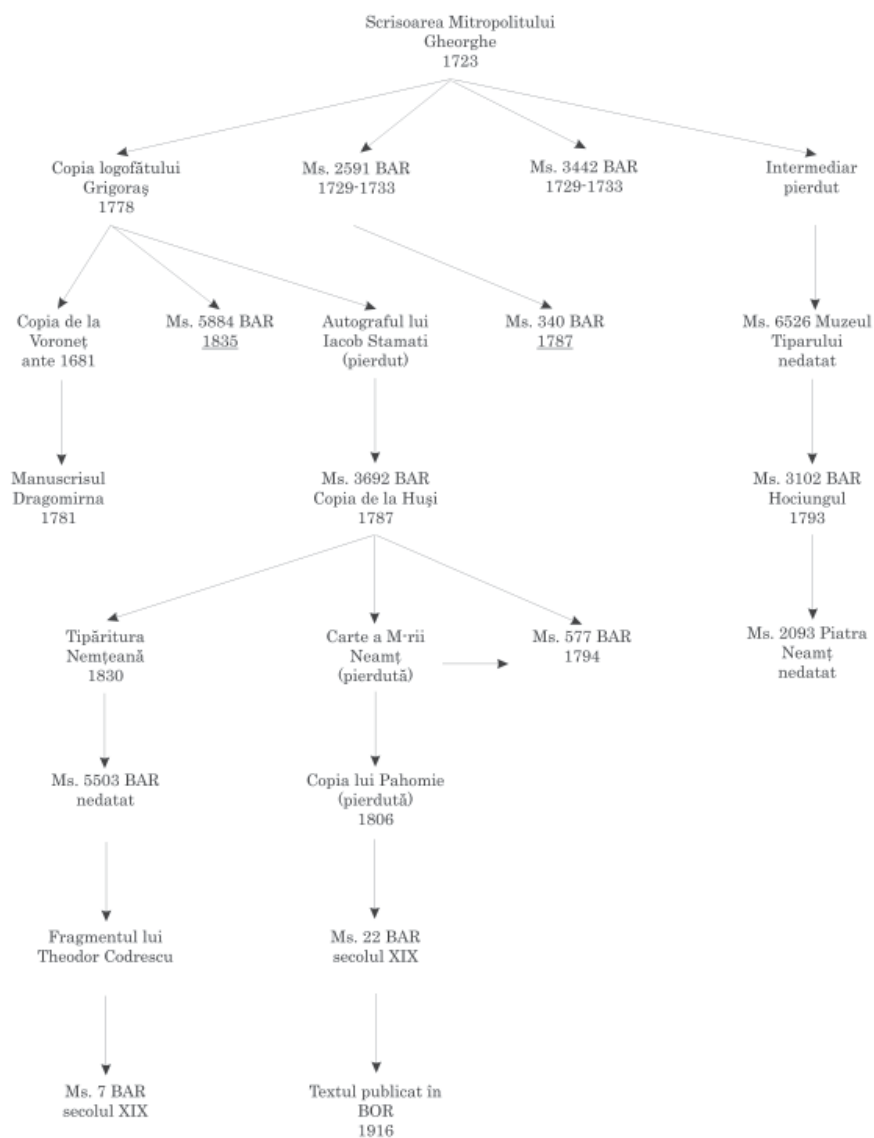 Scrisoarea Mitropolitului
Gheorghe
1723
Copia logofătului
Grigoraş
1778
Ms. 2591 BAR
1729-1733
Ms. 3442 BAR
1729-1733
Intermediar
pierdut
Copia de la
Voroneţ
ante 1681
Ms. 5884 BAR
1835
Autograful lui
Iacob Stamati
(pierdut)
Ms. 340 BAR
1787
Ms. 6526 Muzeul
Tiparului
nedatat
Manuscrisul
Dragomirna
1781
Ms. 3692 BAR
Copia de la Huşi
1787
Ms. 3102 BAR
Hociungul
1793
Tipăritura
Nemţeană
1830
Carte a M-rii
Neamţ
(pierdută)
Ms. 577 BAR
1794
Ms. 2093 Piatra
Neamţ
nedatat
Ms. 5503 BAR
nedatat
Copia lui Pahomie
(pierdută)
1806
Fragmentul lui
Theodor Codrescu
Ms. 22 BAR
secolul XIX
Ms. 7 BAR
secolul XIX
Textul publicat în
BOR
1916